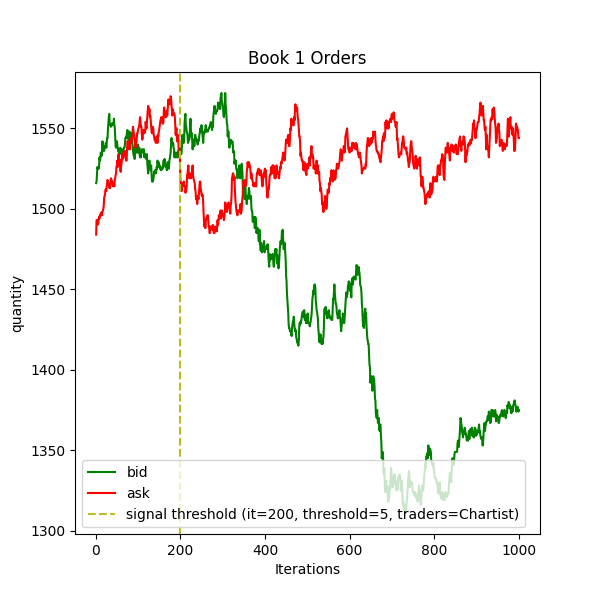 Book 1 Orders
quantity
1550
1500
1450
1400
1350
1300
bid
ask
signal threshold (it=200, threshold=5, traders=Chartist)
0 200 400 600 800 1000
Iterations